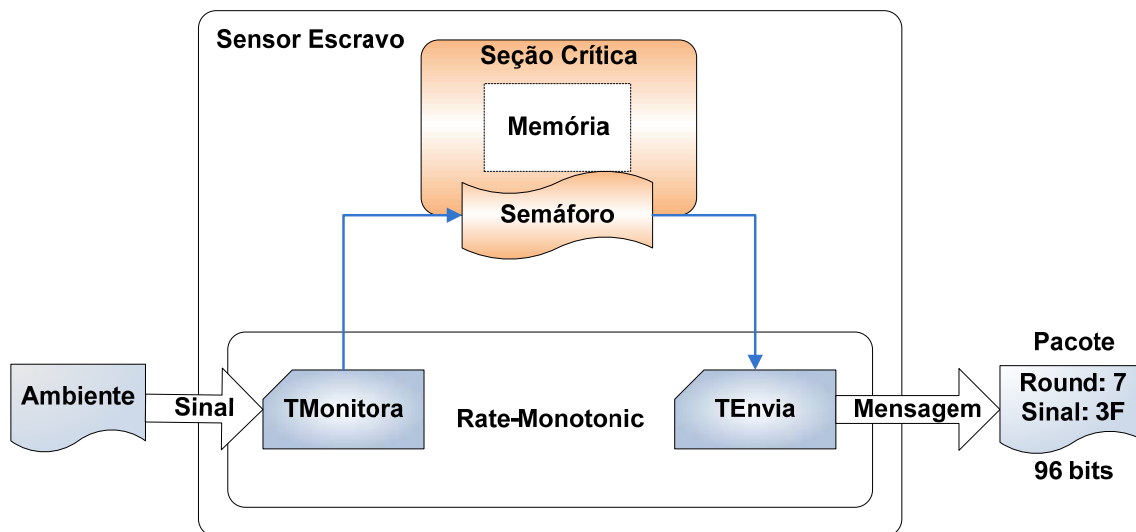 Sensor Escravo
Seção Crítica
Memória
Semáforo
Ambiente
Sinal
TMonitora
Rate-Monotonic
TEnvia
Mensagem
Pacote
Round: 7
Sinal: 3F
96 bits